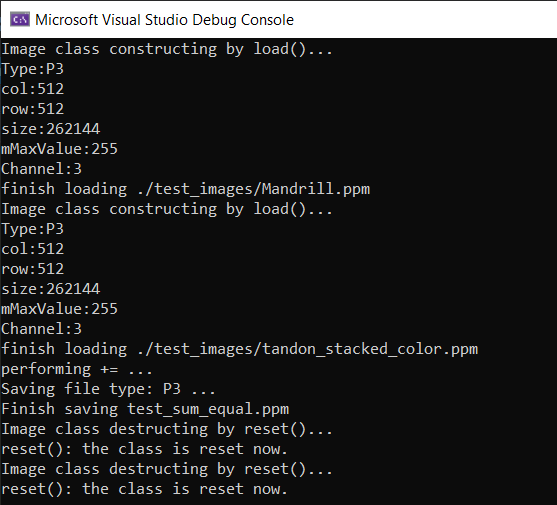 C:\ Microsoft Visual Studio Debug Console
Image class constructing by load()...
Type:P3
col:512
row:512
size:262144
mMaxValue:255
Channel:3
finish loading ./test_images/Mandrill.ppm
Image class constructing by load()...
Type:P3
col:512
row:512
size:262144
mMaxValue:255
Channel:3
finish loading ./test_images/tandon_stacked_color.ppm
performing += ...
Saving file type: P3 ...
Finish saving test_sum_equal.ppm
Image class destructing by reset()...
reset(): the class is reset now.
Image class destructing by reset()...
reset(): the class is reset now.